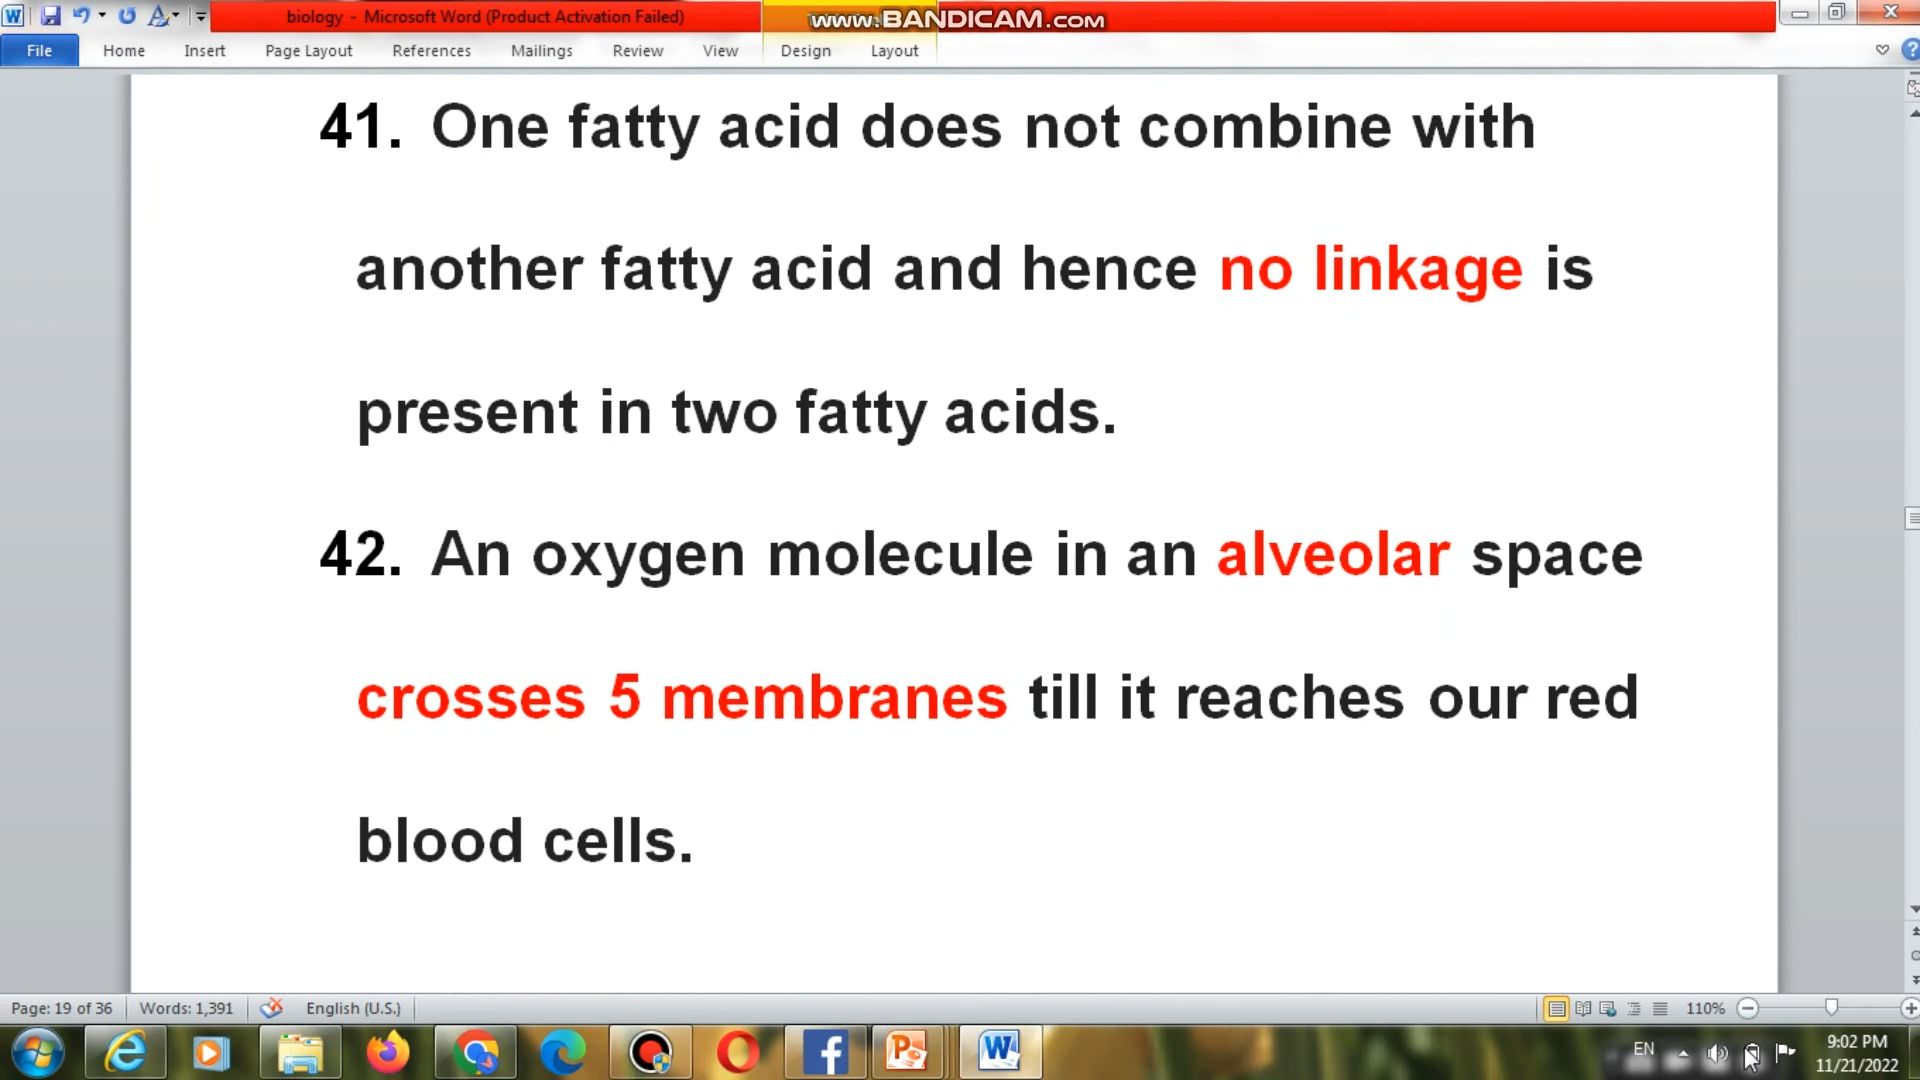 biology - Microsoft Word (Product Activation Failed)
www.BANDICAM.com
File Home Insert Page Layout References Mailings Review View Design Layout
41. One fatty acid does not combine with
another fatty acid and hence no linkage is
present in two fatty acids.
42. An oxygen molecule in an alveolar space
crosses 5 membranes till it reaches our red
blood cells.
Page: 19 of 36 Words: 1,391 English (U.S.) 110%
EN 9:02 PM
11/21/2022